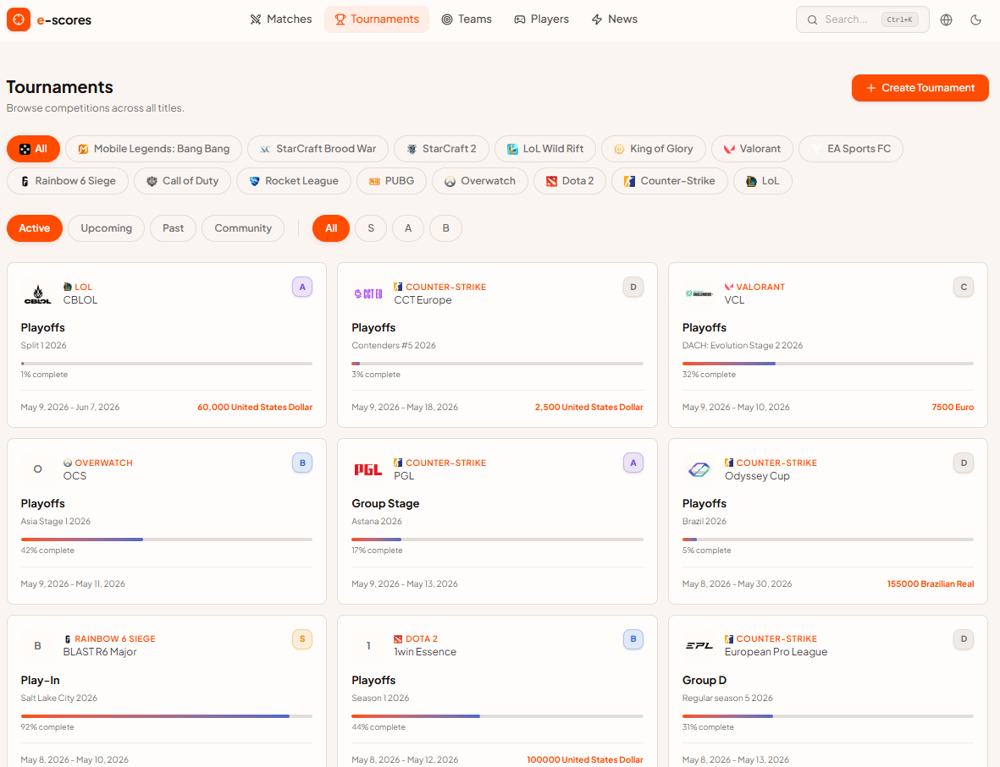 e-scores
Matches
Tournaments
Teams
Players
News
Search...
Ctrl+K
Tournaments
Browse competitions across all titles.
+ Create Tournament
All
Mobile Legends: Bang Bang
StarCraft Brood War
StarCraft 2
LoL Wild Rift
King of Glory
Valorant
EA Sports FC
Rainbow 6 Siege
Call of Duty
Rocket League
PUBG
Overwatch
Dota 2
Counter-Strike
LoL
Active
Upcoming
Past
Community
All
S
A
B
CBLOL
LOL
CBLOL
A
Playoffs
Split 1 2026
1% complete
May 9, 2026 - Jun 7, 2026
60,000 United States Dollar
CCT EU
COUNTER-STRIKE
CCT Europe
D
Playoffs
Contenders #5 2026
3% complete
May 9, 2026 - May 18, 2026
2,500 United States Dollar
VALORANT
VCL
C
Playoffs
DACH: Evolution Stage 2 2026
32% complete
May 9, 2026 - May 10, 2026
7500 Euro
O
OVERWATCH
OCS
B
Playoffs
Asia Stage 1 2026
42% complete
May 9, 2026 - May 11, 2026
PGL
COUNTER-STRIKE
PGL
A
Group Stage
Astana 2026
17% complete
May 9, 2026 - May 13, 2026
COUNTER-STRIKE
Odyssey Cup
D
Playoffs
Brazil 2026
5% complete
May 8, 2026 - May 30, 2026
155000 Brazilian Real
B
RAINBOW 6 SIEGE
BLAST R6 Major
S
Play-In
Salt Lake City 2026
92% complete
May 8, 2026 - May 10, 2026
1
DOTA 2
1win Essence
B
Playoffs
Season 1 2026
44% complete
May 8, 2026 - May 12, 2026
100000 United States Dollar
EPL
COUNTER-STRIKE
European Pro League
D
Group D
Regular season 5 2026
31% complete
May 8, 2026 - May 13, 2026